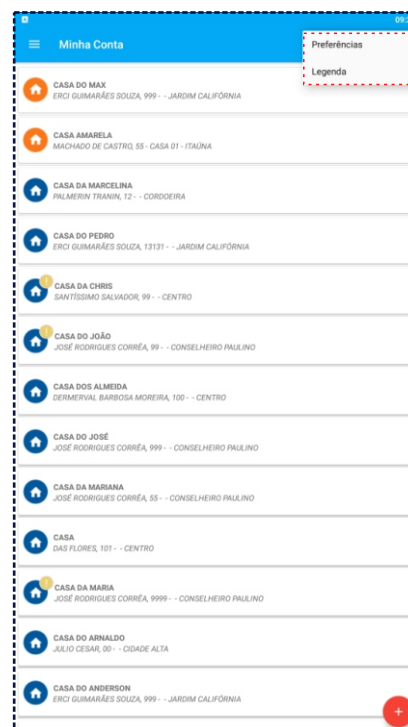 09:
Minha Conta
Preferências
Legenda
CASA DO MAX
ERCI GUIMARÃES SOUZA, 999 - - JARDIM CALIFÓRNIA
CASA AMARELA
MACHADO DE CASTRO, 55 - CASA 01 - ITAÚNA
CASA DA MARCELINA
PALMERIN TRANIN, 12 - - CORDOEIRA
CASA DO PEDRO
ERCI GUIMARÃES SOUZA, 13131 - - JARDIM CALIFÓRNIA
CASA DA CHRIS
SANTÍSSIMO SALVADOR, 99 - - CENTRO
CASA DO JOÃO
JOSÉ RODRIGUES CORRÊA, 99 - - CONSELHEIRO PAULINO
CASA DOS ALMEIDA
DERMERVAL BARBOSA MOREIRA, 100 - - CENTRO
CASA DO JOSÉ
JOSÉ RODRIGUES CORRÊA, 999 - - CONSELHEIRO PAULINO
CASA DA MARIANA
JOSÉ RODRIGUES CORRÊA, 55 - - CONSELHEIRO PAULINO
CASA
DAS FLORES, 101 - - CENTRO
CASA DA MARIA
JOSÉ RODRIGUES CORRÊA, 9999 - - CONSELHEIRO PAULINO
CASA DO ARNALDO
JULIO CESAR, 00 - - CIDADE ALTA
CASA DO ANDERSON
ERCI GUIMARÃES SOUZA, 999 - - JARDIM CALIFÓRNIA